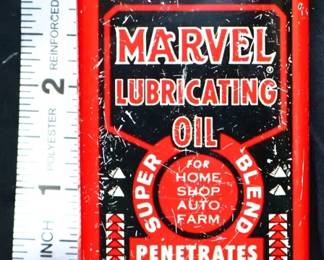 MARVEL®
LUBRICATING
OIL
SUPER BLEND
FOR
HOME
SHOP
AUTO
FARM
PENETRATES
INCH 1 2
POLYESTER REINFORCED